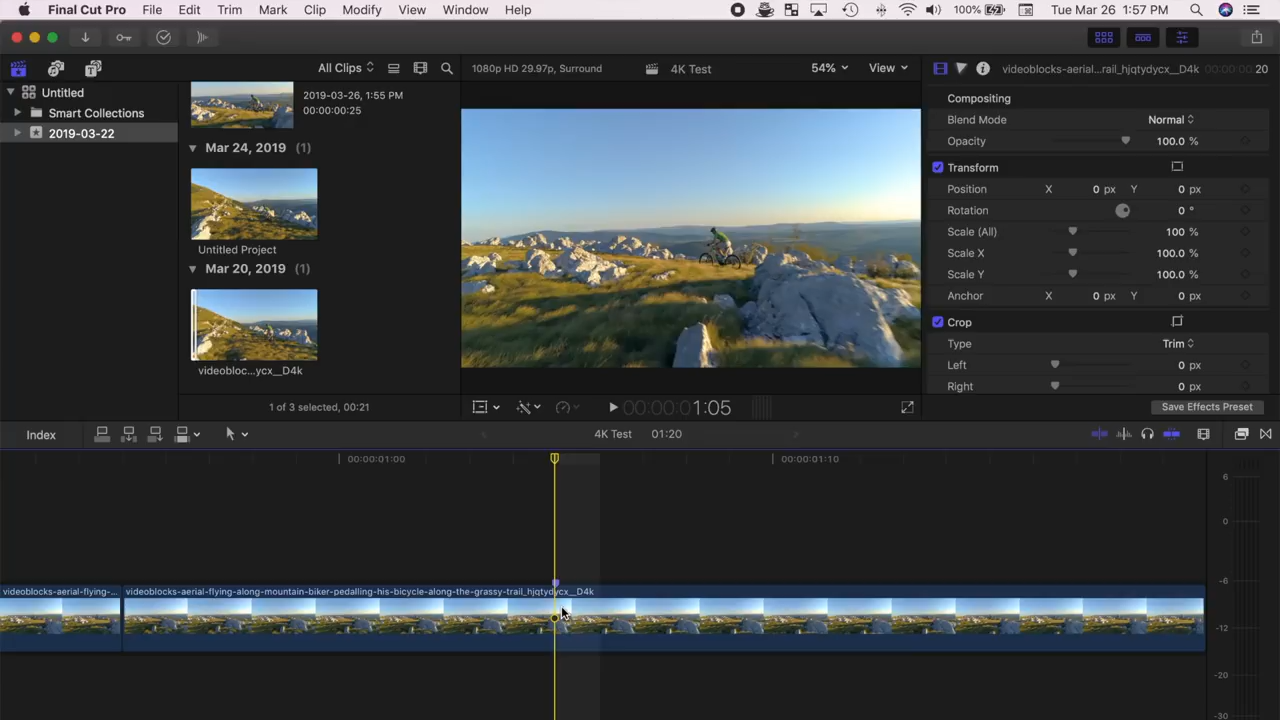 Final Cut Pro File Edit Trim Mark Clip Modify View Window Help 100% Tue Mar 26 1:57 PM
All Clips 1080p HD 29.97p, Surround 4K Test 54% View videoblocks-aerial...rail_hjqtydycx__D4k 00:00:00:20
Untitled
Smart Collections
2019-03-22
2019-03-26, 1:55 PM
00:00:00:25
Mar 24, 2019 (1)
Untitled Project
Mar 20, 2019 (1)
videobloc...ycx__D4k
1 of 3 selected, 00:21
00:00:01:05
Compositing
Blend Mode Normal
Opacity 100.0 %
Transform
Position X 0 px Y 0 px
Rotation 0 °
Scale (All) 100 %
Scale X 100.0 %
Scale Y 100.0 %
Anchor X 0 px Y 0 px
Crop
Type Trim
Left 0 px
Right 0 px
Save Effects Preset
Index 4K Test 01:20
00:00:01:00 00:00:01:10
videoblocks-aerial-flying-... videoblocks-aerial-flying-along-mountain-biker-pedalling-his-bicycle-along-the-grassy-trail_hjqtydycx__D4k
6
0
-6
-12
-20
-30